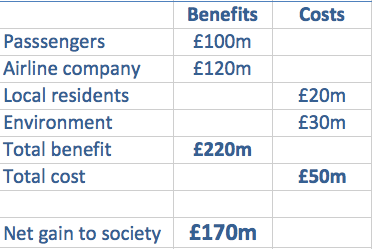 Benefits Costs
Passsengers £100m
Airline company £120m
Local residents £20m
Environment £30m
Total benefit £220m
Total cost £50m
Net gain to society £170m